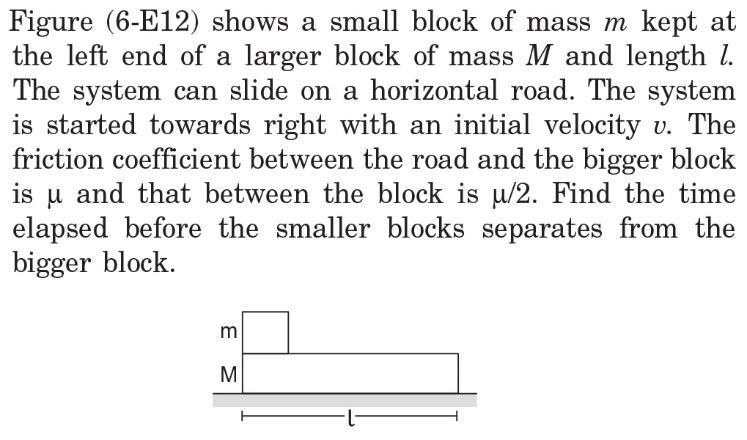 Figure (6-E12) shows a small block of mass m kept at
the left end of a larger block of mass M and length l.
The system can slide on a horizontal road. The system
is started towards right with an initial velocity v. The
friction coefficient between the road and the bigger block
is μ and that between the block is μ/2. Find the time
elapsed before the smaller blocks separates from the
bigger block.
m
M
l